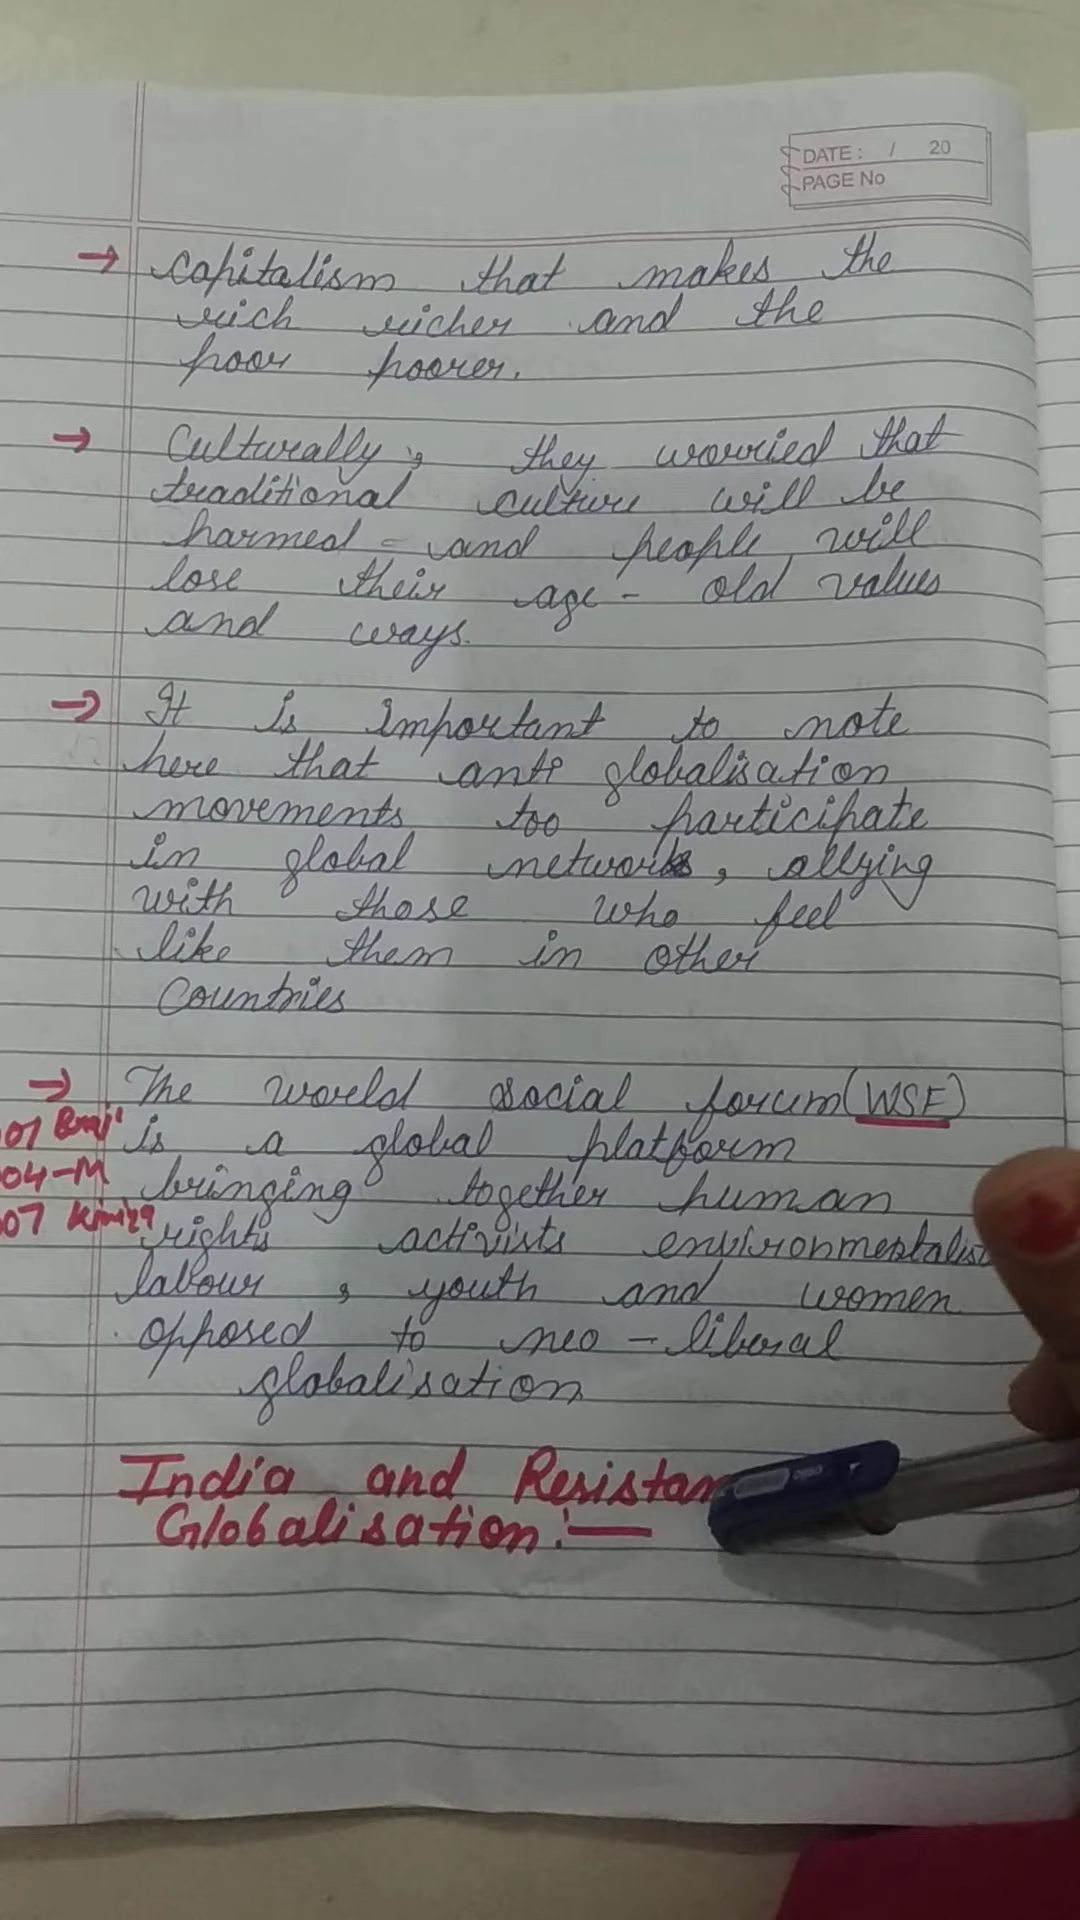 DATE: / 20
PAGE No
→ capitalism that makes the
rich richer and the
poor poorer.
→ Culturally, they worried that
traditional culture will be
harmed - and people will
lose their age - old values
and ways.
→ It is important to note
here that anti globalisation
movements too participate
in global networks, allying
with those who feel
like them in other
Countries
→ The world social forum (WSF)
is a global platform
04-M bringing together human
07 rights activists environmentalist
labour, youth and women
opposed to neo - liberal
globalisation
India and Resistan
Globalisation:—
cello